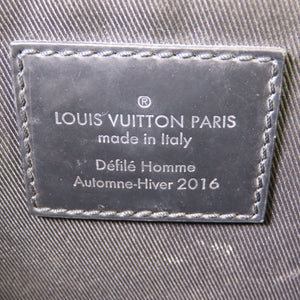 ®
LOUIS VUITTON PARIS
made in Italy
Défilé Homme
Automne-Hiver 2016